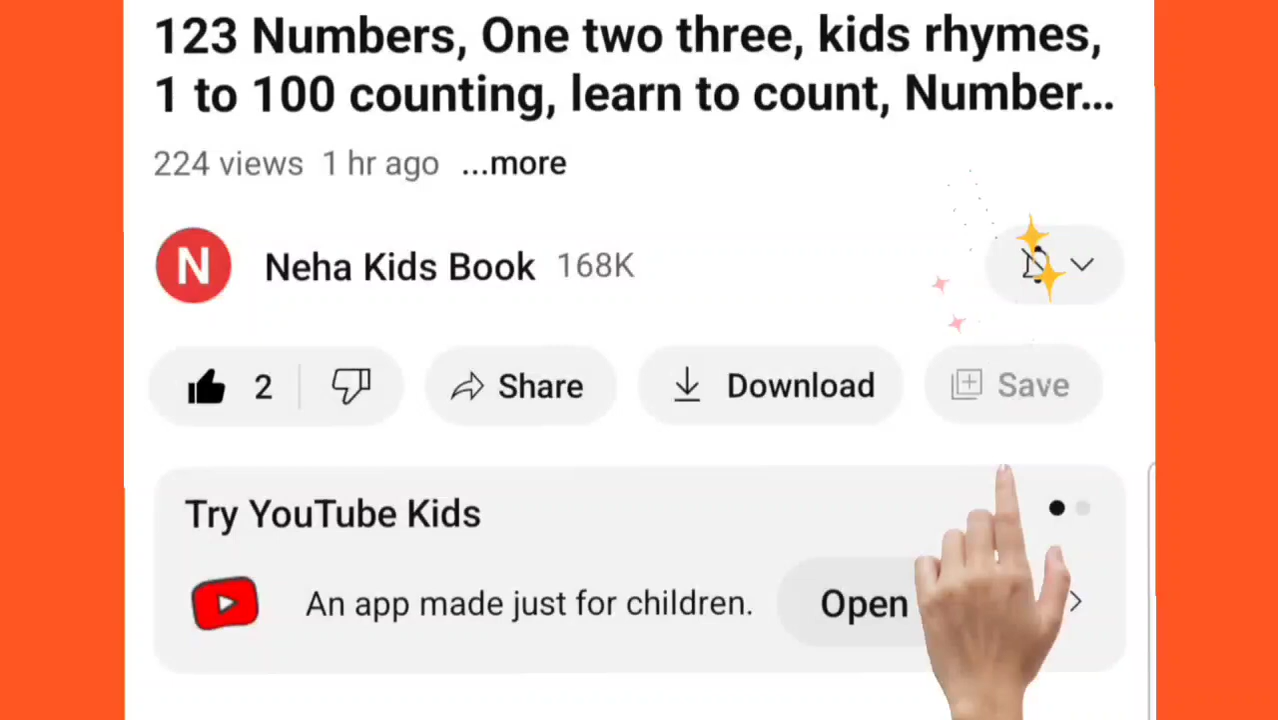 123 Numbers, One two three, kids rhymes,
1 to 100 counting, learn to count, Number...
224 views 1 hr ago ...more
N
Neha Kids Book 168K
2
Share
Download
Save
Try YouTube Kids
An app made just for children.
Open